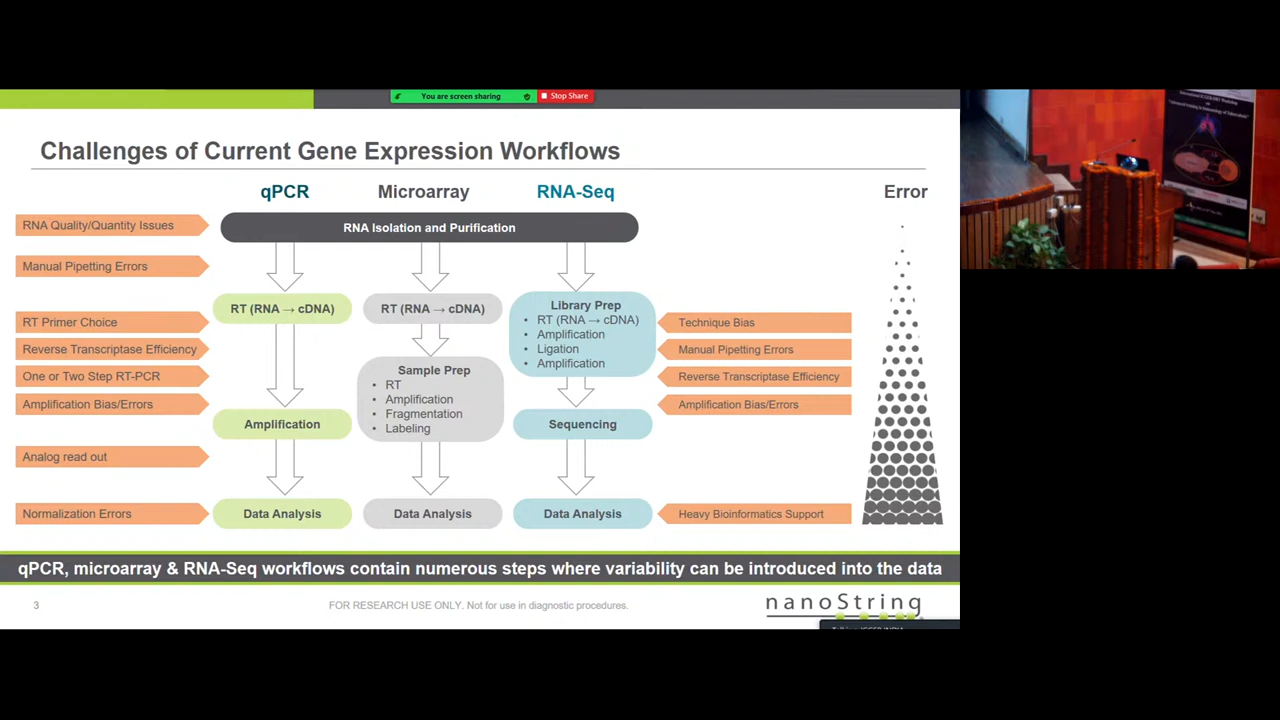 You are screen sharing
Stop Share
Challenges of Current Gene Expression Workflows
qPCR
Microarray
RNA-Seq
Error
RNA Quality/Quantity Issues
RNA Isolation and Purification
Manual Pipetting Errors
RT Primer Choice
Reverse Transcriptase Efficiency
One or Two Step RT-PCR
Amplification Bias/Errors
Analog read out
Normalization Errors
RT (RNA → cDNA)
Amplification
Data Analysis
RT (RNA → cDNA)
Sample Prep
• RT
• Amplification
• Fragmentation
• Labeling
Data Analysis
Library Prep
• RT (RNA → cDNA)
• Amplification
• Ligation
• Amplification
Sequencing
Data Analysis
Technique Bias
Manual Pipetting Errors
Reverse Transcriptase Efficiency
Amplification Bias/Errors
Heavy Bioinformatics Support
qPCR, microarray & RNA-Seq workflows contain numerous steps where variability can be introduced into the data
3
FOR RESEARCH USE ONLY. Not for use in diagnostic procedures.
nanoString